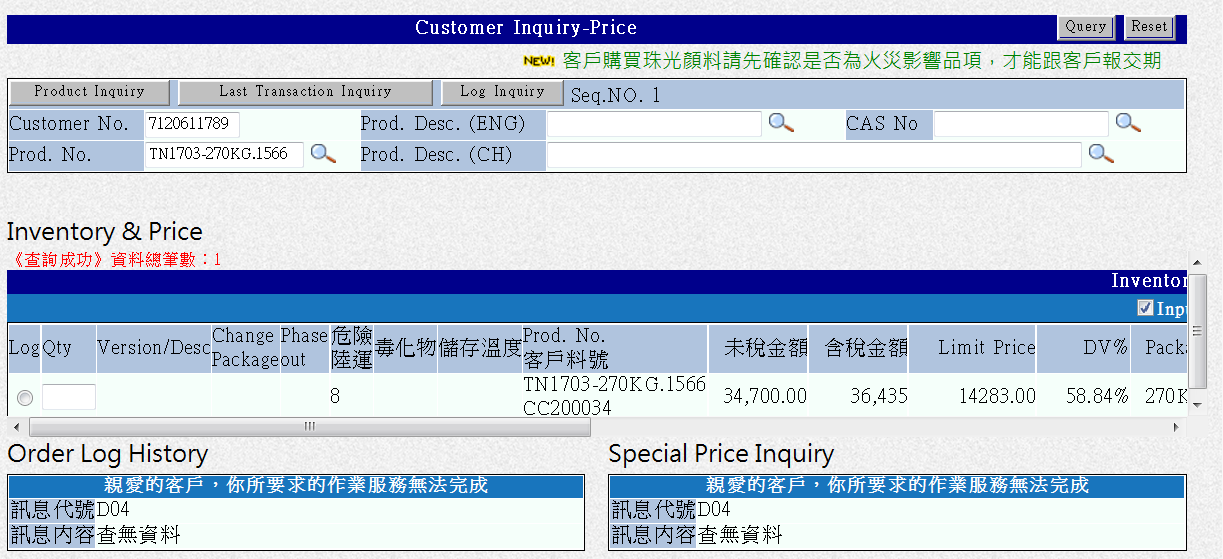 Customer Inquiry-Price Query Reset
NEW! 客戶購買珠光顏料請先確認是否為火災影響品項，才能跟客戶報交期
Product Inquiry Last Transaction Inquiry Log Inquiry Seq.NO. 1
Customer No. 7120611789 Prod. Desc. (ENG) CAS No
Prod. No. TN1703-270KG.1566 Prod. Desc. (CH)
Inventory & Price
《查詢成功》資料總筆數：1
Inventor
Inpu
Log Qty Version/Desc Change Package Phase out 危險陸運 毒化物 儲存溫度 Prod. No. 客戶料號 未稅金額 含稅金額 Limit Price DV% Packa
8 TN1703-270KG.1566 CC200034 34,700.00 36,435 14283.00 58.84% 270K
Order Log History Special Price Inquiry
親愛的客戶，你所要求的作業服務無法完成 親愛的客戶，你所要求的作業服務無法完成
訊息代號 D04 訊息代號 D04
訊息內容 查無資料 訊息內容 查無資料